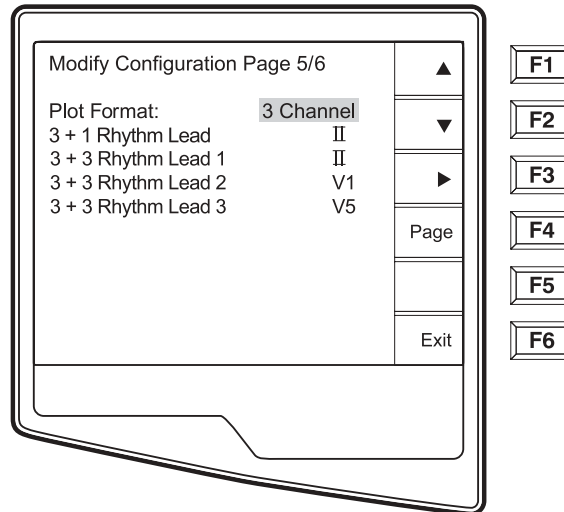 Modify Configuration Page 5/6
Plot Format: 3 Channel
3 + 1 Rhythm Lead II
3 + 3 Rhythm Lead 1 II
3 + 3 Rhythm Lead 2 V1
3 + 3 Rhythm Lead 3 V5
▲
▼
▶
Page
Exit
F1
F2
F3
F4
F5
F6